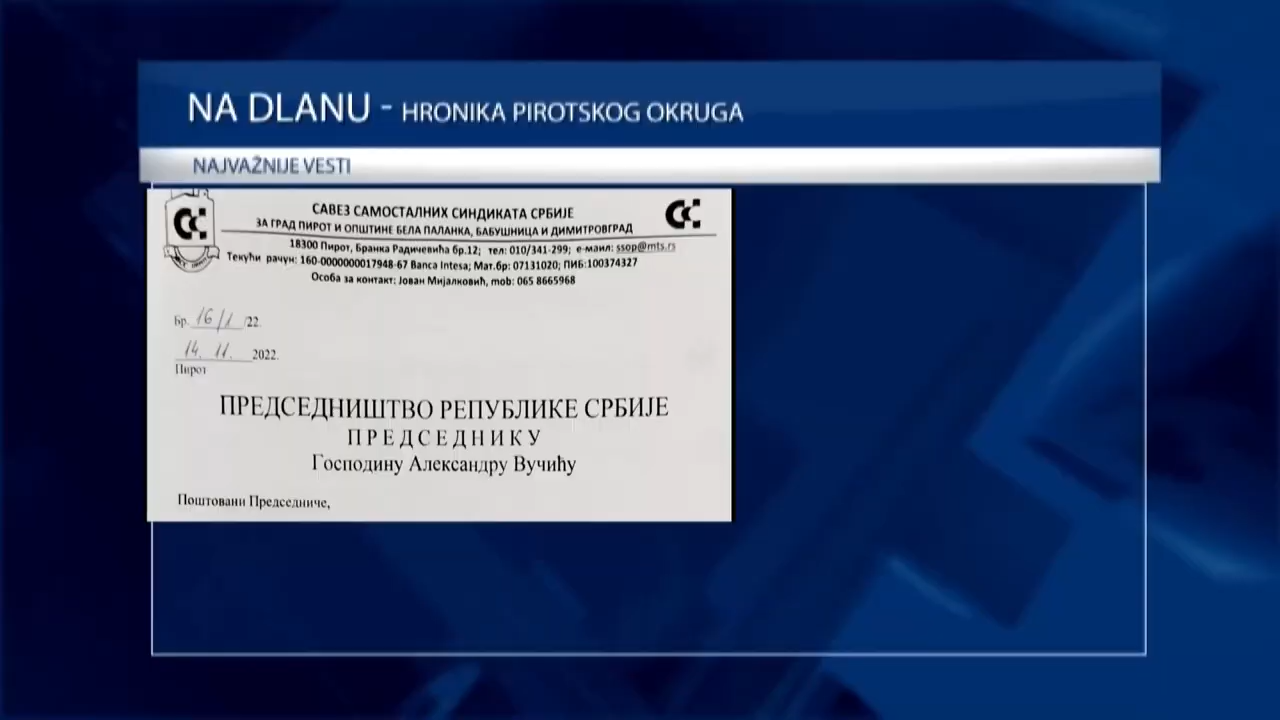 NA DLANU - HRONIKA PIROTSKOG OKRUGA
NAJVAŽNIJE VESTI
САВЕЗ САМОСТАЛНИХ СИНДИКАТА СРБИЈЕ
ЗА ГРАД ПИРОТ И ОПШТИНЕ БЕЛА ПАЛАНКА, БАБУШНИЦА И ДИМИТРОВГРАД
18300 Пирот, Бранка Радичевића бр.12; тел: 010/341-299; е-маил: ssop@mts.rs
Текући рачун: 160-0000000017948-67 Banca Intesa; Мат.бр: 07131020; ПИБ:100374327
Особа за контакт: Јован Мијалковић, mob: 065 8665968
Бр. 16/1 /22.
14. 11. 2022.
Пирот
ПРЕДСЕДНИШТВО РЕПУБЛИКЕ СРБИЈЕ
П Р Е Д С Е Д Н И К У
Господину Александру Вучићу
Поштовани Председниче,